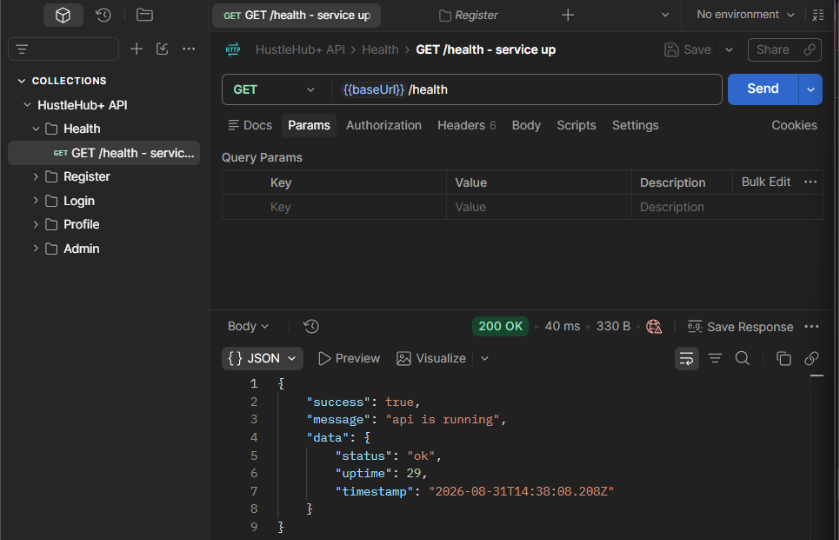 GET GET /health - service up
Register
No environment
HTTP HustleHub+ API > Health > GET /health - service up
Save
Share
COLLECTIONS
HustleHub+ API
Health
GET GET /health - servic...
Register
Login
Profile
Admin
GET {{baseUrl}} /health
Send
Docs Params Authorization Headers 6 Body Scripts Settings Cookies
Query Params
Key Value Description Bulk Edit
Key Value Description
Body 200 OK 40 ms 330 B e.g. Save Response
{} JSON Preview Visualize
1 {
2 "success": true,
3 "message": "api is running",
4 "data": {
5 "status": "ok",
6 "uptime": 29,
7 "timestamp": "2026-08-31T14:38:08.208Z"
8 }
9 }